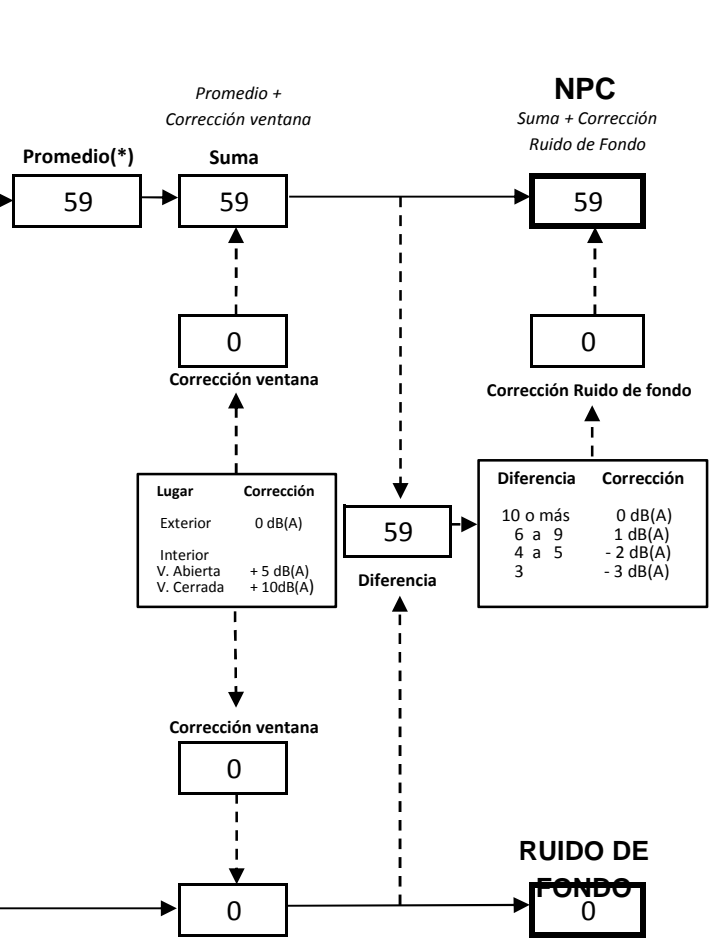 Promedio +
Corrección ventana
NPC
Suma + Corrección
Ruido de Fondo
Promedio(*)
Suma
59
59
59
0
0
Corrección ventana
Corrección Ruido de fondo
Lugar Corrección
Exterior 0 dB(A)
Interior
V. Abierta + 5 dB(A)
V. Cerrada + 10dB(A)
59
Diferencia
Diferencia Corrección
10 o más 0 dB(A)
6 a 9 1 dB(A)
4 a 5 - 2 dB(A)
3 - 3 dB(A)
Corrección ventana
0
RUIDO DE
FONDO
0
0